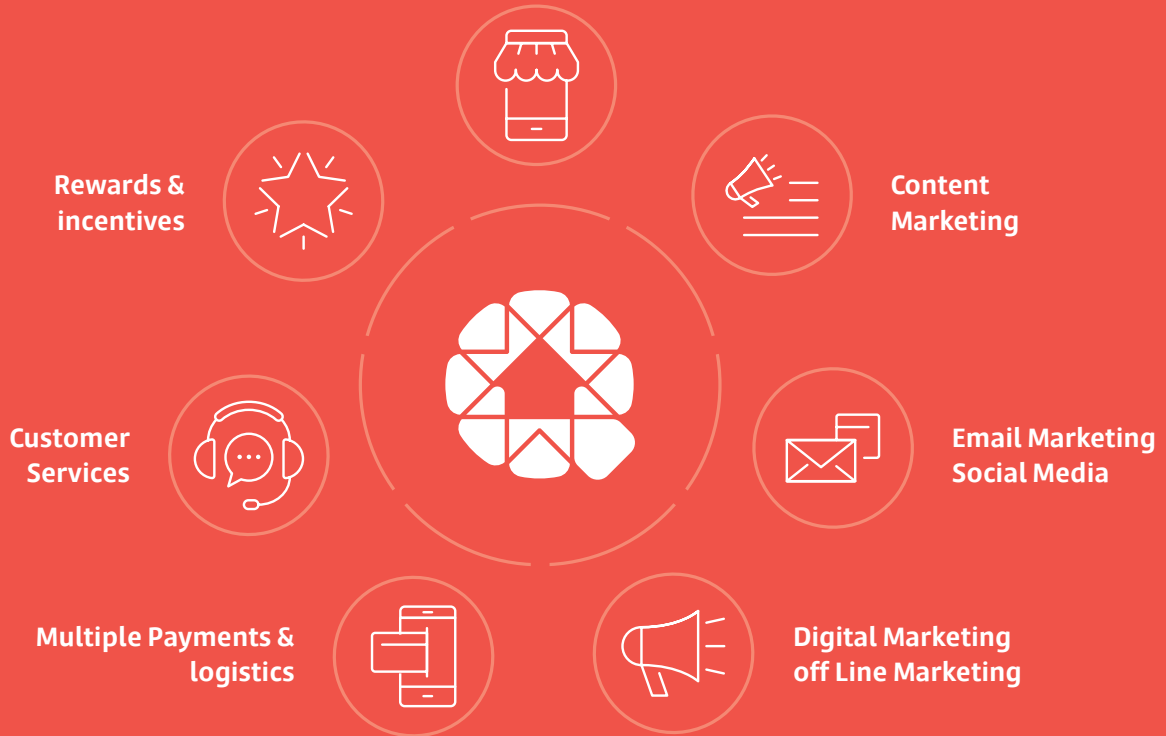 Rewards &
incentives
Content
Marketing
Customer
Services
Email Marketing
Social Media
Multiple Payments &
logistics
Digital Marketing
off Line Marketing